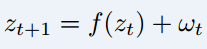 z_{t+1} = f(z_t) + ω_t